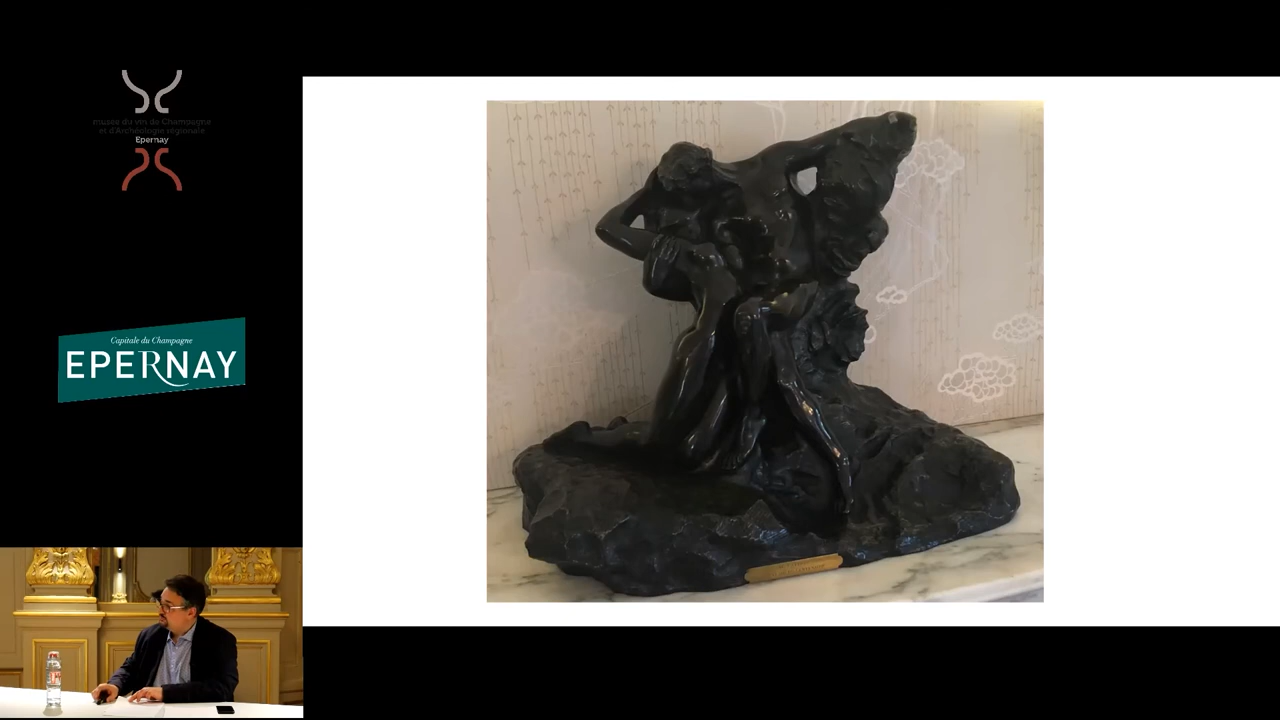 musée du vin de Champagne
et d'Archéologie régionale
Epernay
Capitale du Champagne
EPERNAY